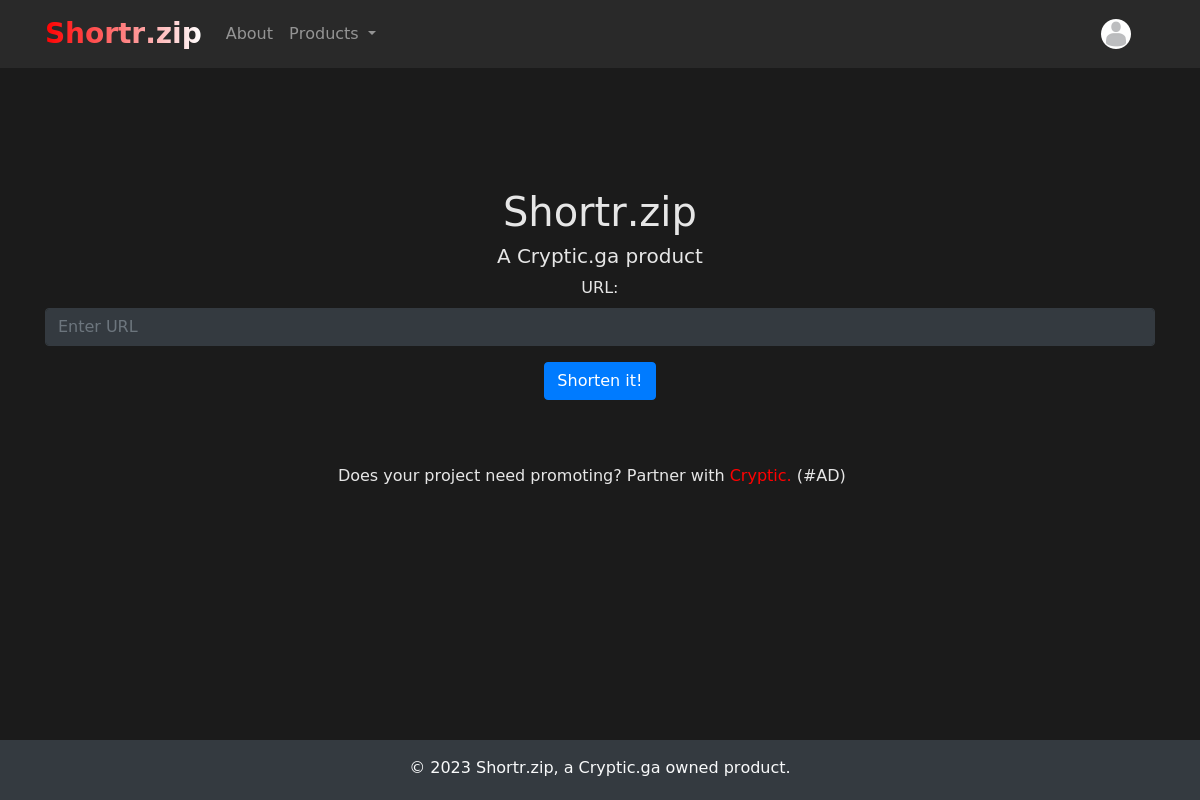 Shortr.zip About Products
Shortr.zip
A Cryptic.ga product
URL:
Enter URL
Shorten it!
Does your project need promoting? Partner with Cryptic. (#AD)
© 2023 Shortr.zip, a Cryptic.ga owned product.